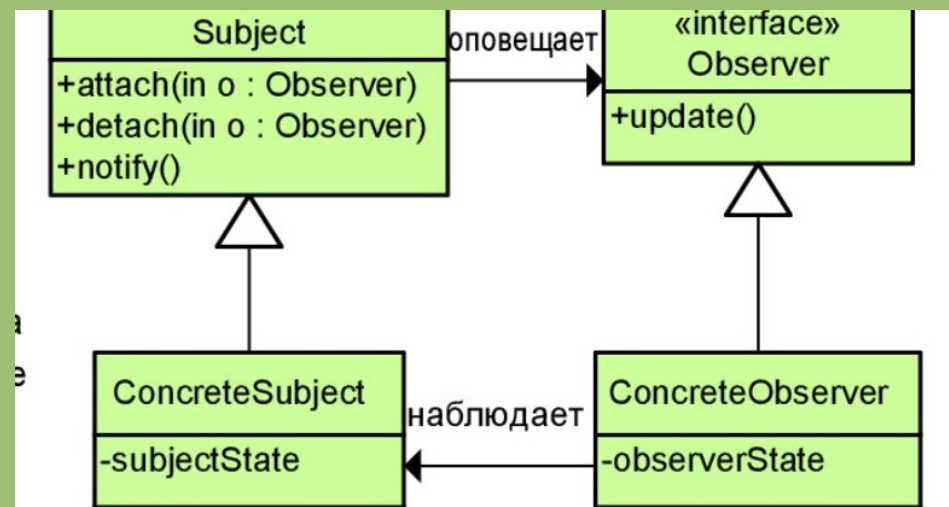 Subject
+attach(in o : Observer)
+detach(in o : Observer)
+notify()
оповещает
«interface»
Observer
+update()
а
е
ConcreteSubject
-subjectState
наблюдает
ConcreteObserver
-observerState